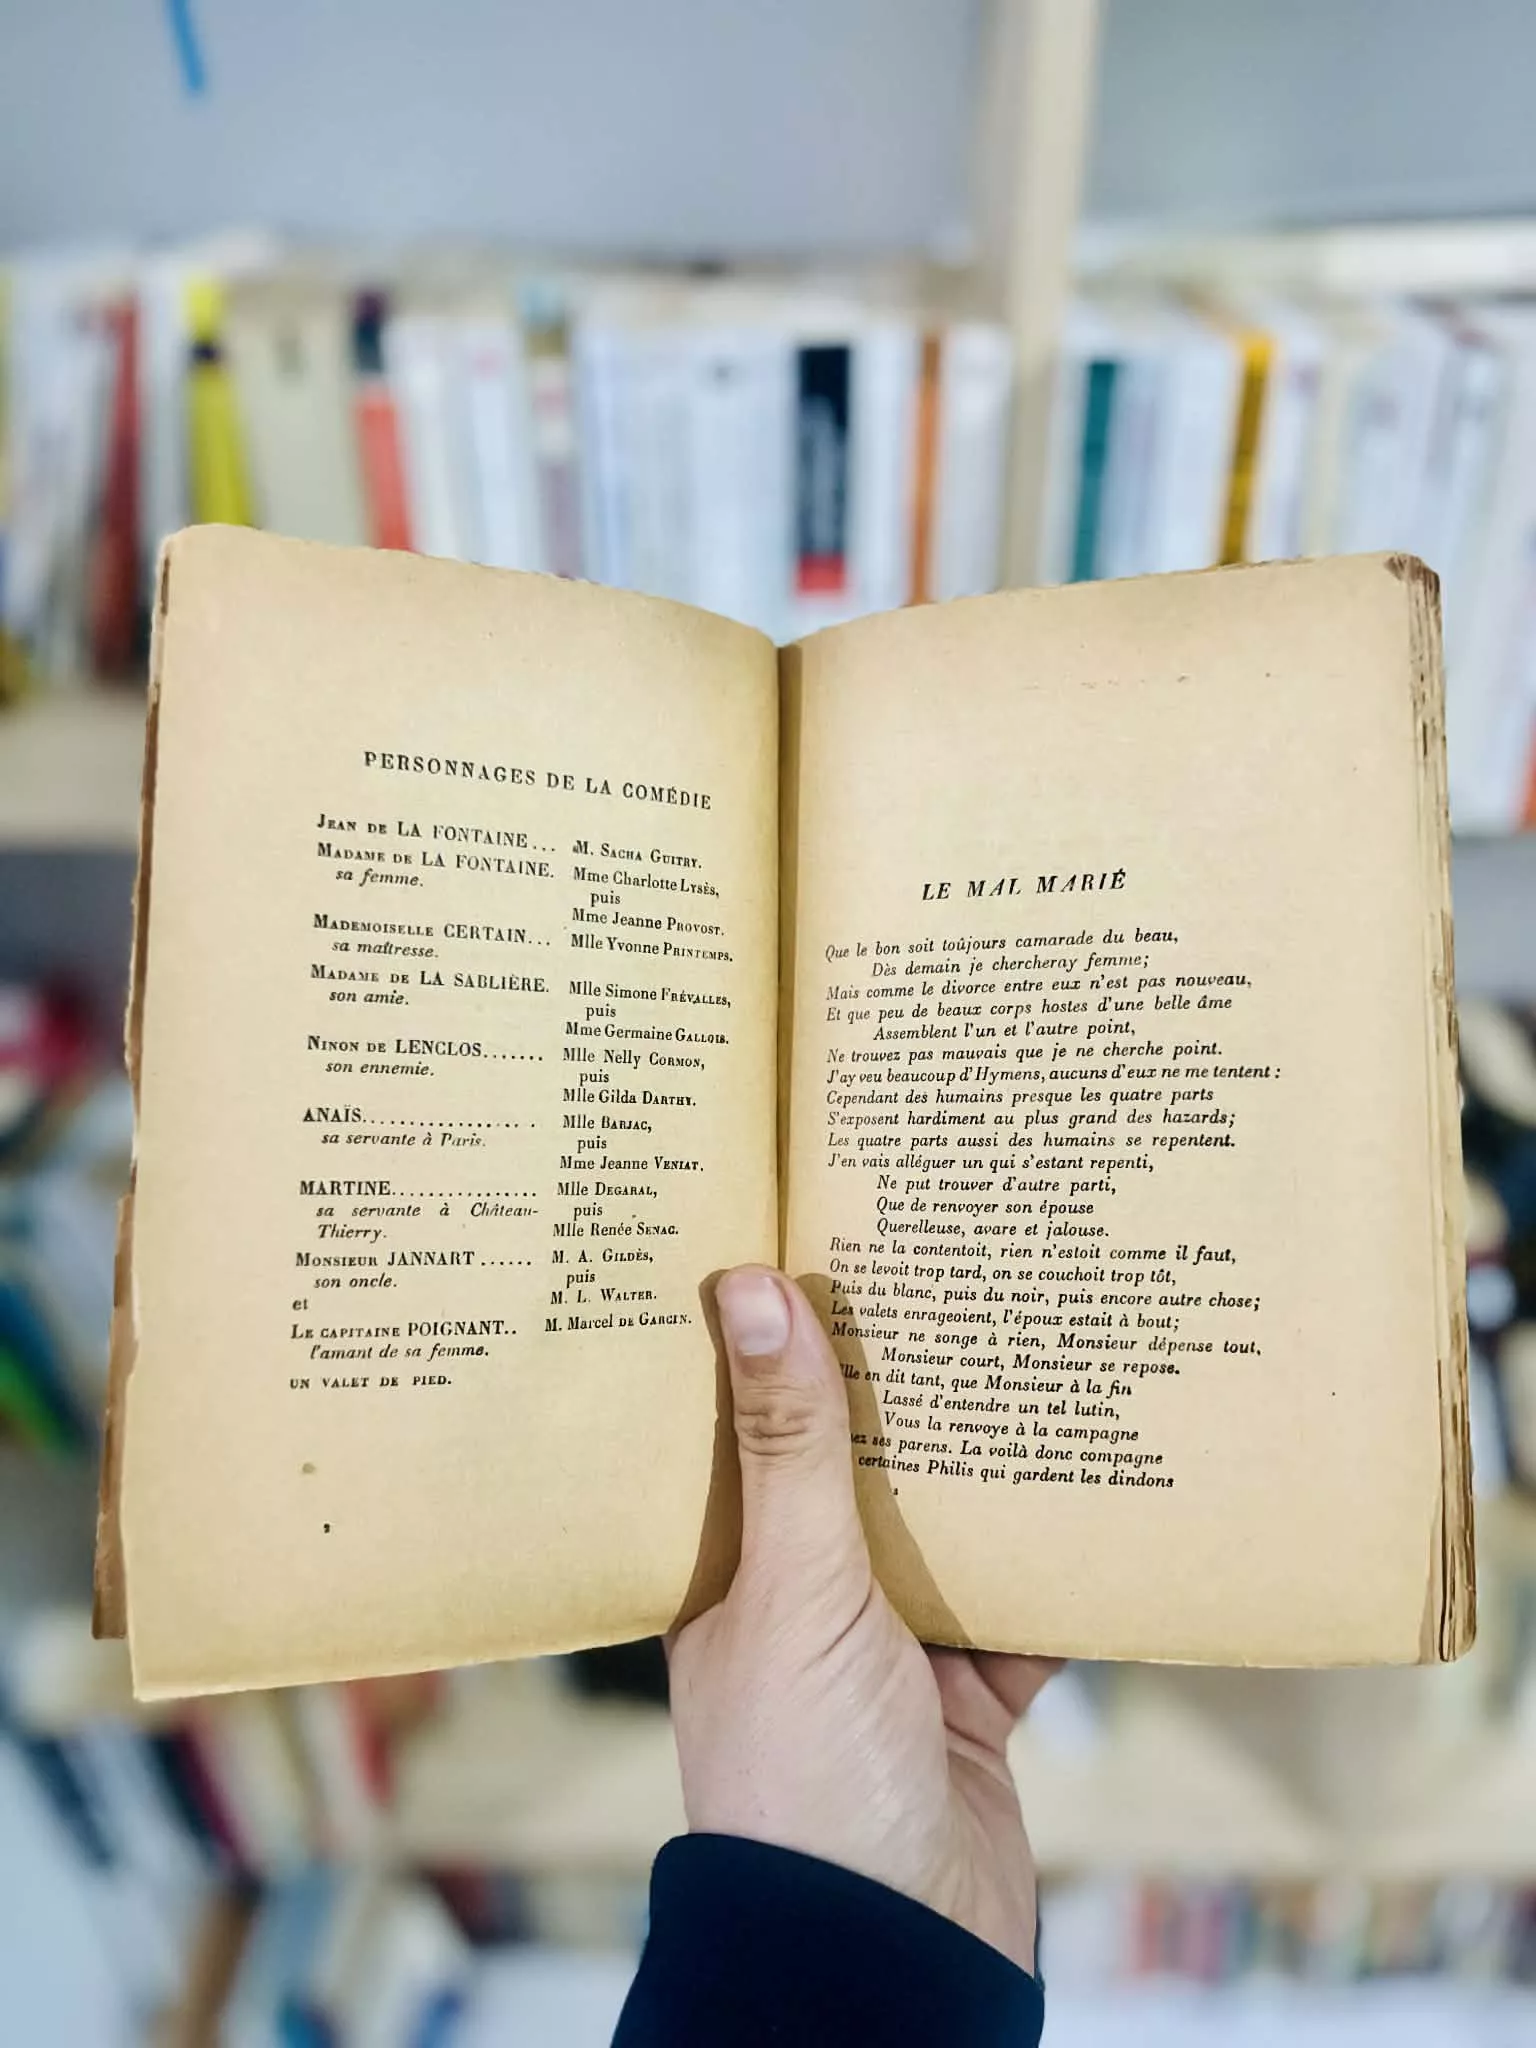 PERSONNAGES DE LA COMÉDIE
JEAN DE LA FONTAINE... M. SACHA GUITRY.
MADAME DE LA FONTAINE. Mme Charlotte LYSÈS,
sa femme.
puis
Mme Jeanne PROVOST.
MADEMOISELLE CERTAIN... Mlle Yvonne PRINTEMPS.
sa maîtresse.
MADAME DE LA SABLIÈRE. Mlle Simone FRÉVALLES,
son amie.
puis
Mme Germaine GALLOIS.
NINON DE LENCLOS....... Mlle Nelly CORMON,
son ennemie.
puis
Mlle Gilda DARTHY.
ANAÏS.................. Mlle BARJAC,
sa servante à Paris.
puis
Mme Jeanne VENIAT.
MARTINE................ Mlle DEGARAL,
sa servante à Château-
puis
Thierry.
Mlle Renée SENAC.
MONSIEUR JANNART ...... M. A. GILDÈS,
son oncle.
puis
et
M. L. WALTER.
LE CAPITAINE POIGNANT.. M. Marcel DE GARCIN.
l'amant de sa femme.
UN VALET DE PIED.
LE MAL MARIÉ
Que le bon soit toûjours camarade du beau,
Dès demain je chercheray femme;
Mais comme le divorce entre eux n'est pas nouveau,
Et que peu de beaux corps hostes d'une belle âme
Assemblent l'un et l'autre point,
Ne trouvez pas mauvais que je ne cherche point.
J'ay veu beaucoup d'Hymens, aucuns d'eux ne me tentent :
Cependant des humains presque les quatre parts
S'exposent hardiment au plus grand des hazards;
Les quatre parts aussi des humains se repentent.
J'en vais alléguer un qui s'estant repenti,
Ne put trouver d'autre parti,
Que de renvoyer son épouse
Querelleuse, avare et jalouse.
Rien ne la contentoit, rien n'estoit comme il faut,
On se levoit trop tard, on se couchoit trop tôt,
Puis du blanc, puis du noir, puis encore autre chose;
Les valets enrageoient, l'époux estait à bout;
Monsieur ne songe à rien, Monsieur dépense tout,
Monsieur court, Monsieur se repose.
en dit tant, que Monsieur à la fin
Lassé d'entendre un tel lutin,
Vous la renvoye à la campagne
ses parens. La voilà donc compagne
certaines Philis qui gardent les dindons